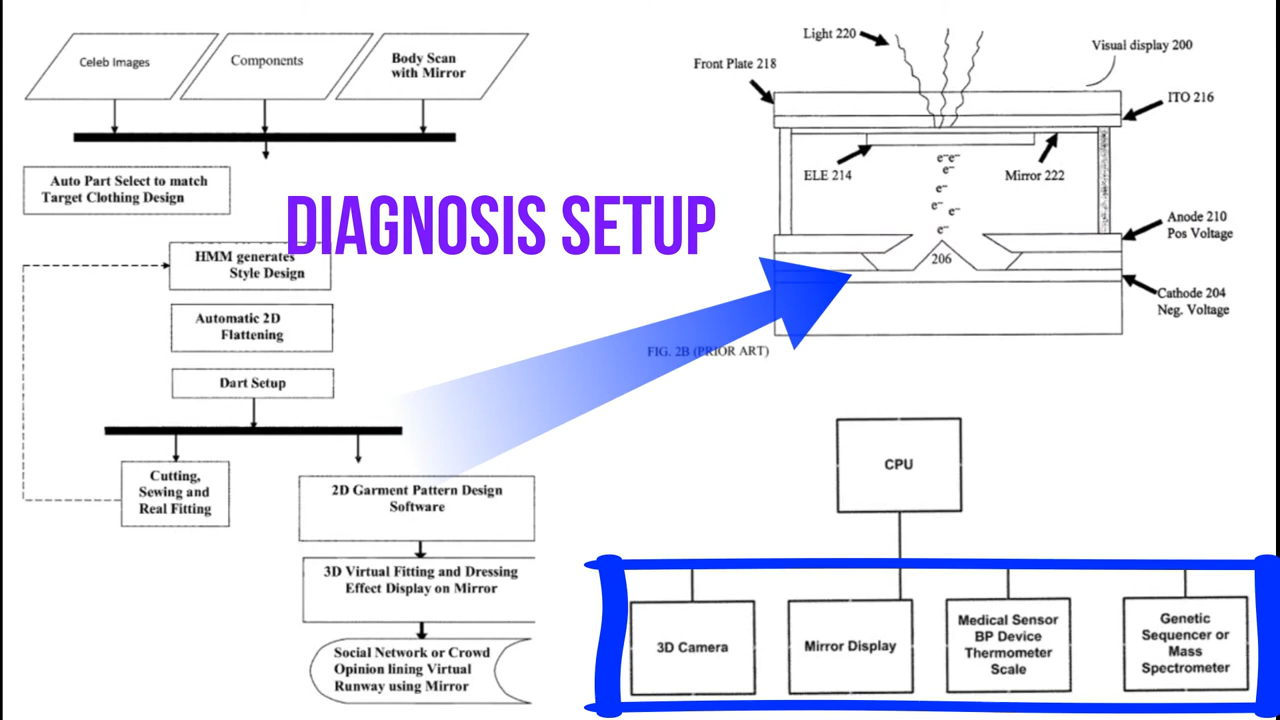 Celeb Images
Components
Body Scan
with Mirror
Auto Part Select to match
Target Clothing Design
DIAGNOSIS SETUP
HMM generates
Style Design
Automatic 2D
Flattening
Dart Setup
Cutting,
Sewing and
Real Fitting
2D Garment Pattern Design
Software
3D Virtual Fitting and Dressing
Effect Display on Mirror
Social Network or Crowd
Opinion lining Virtual
Runway using Mirror
Light 220
Visual display 200
Front Plate 218
ITO 216
ELE 214
Mirror 222
e⁻e⁻
e⁻
e⁻
e⁻ e⁻
e⁻
206
Anode 210
Pos Voltage
Cathode 204
Neg. Voltage
FIG. 2B (PRIOR ART)
CPU
3D Camera
Mirror Display
Medical Sensor
BP Device
Thermometer
Scale
Genetic
Sequencer or
Mass
Spectrometer